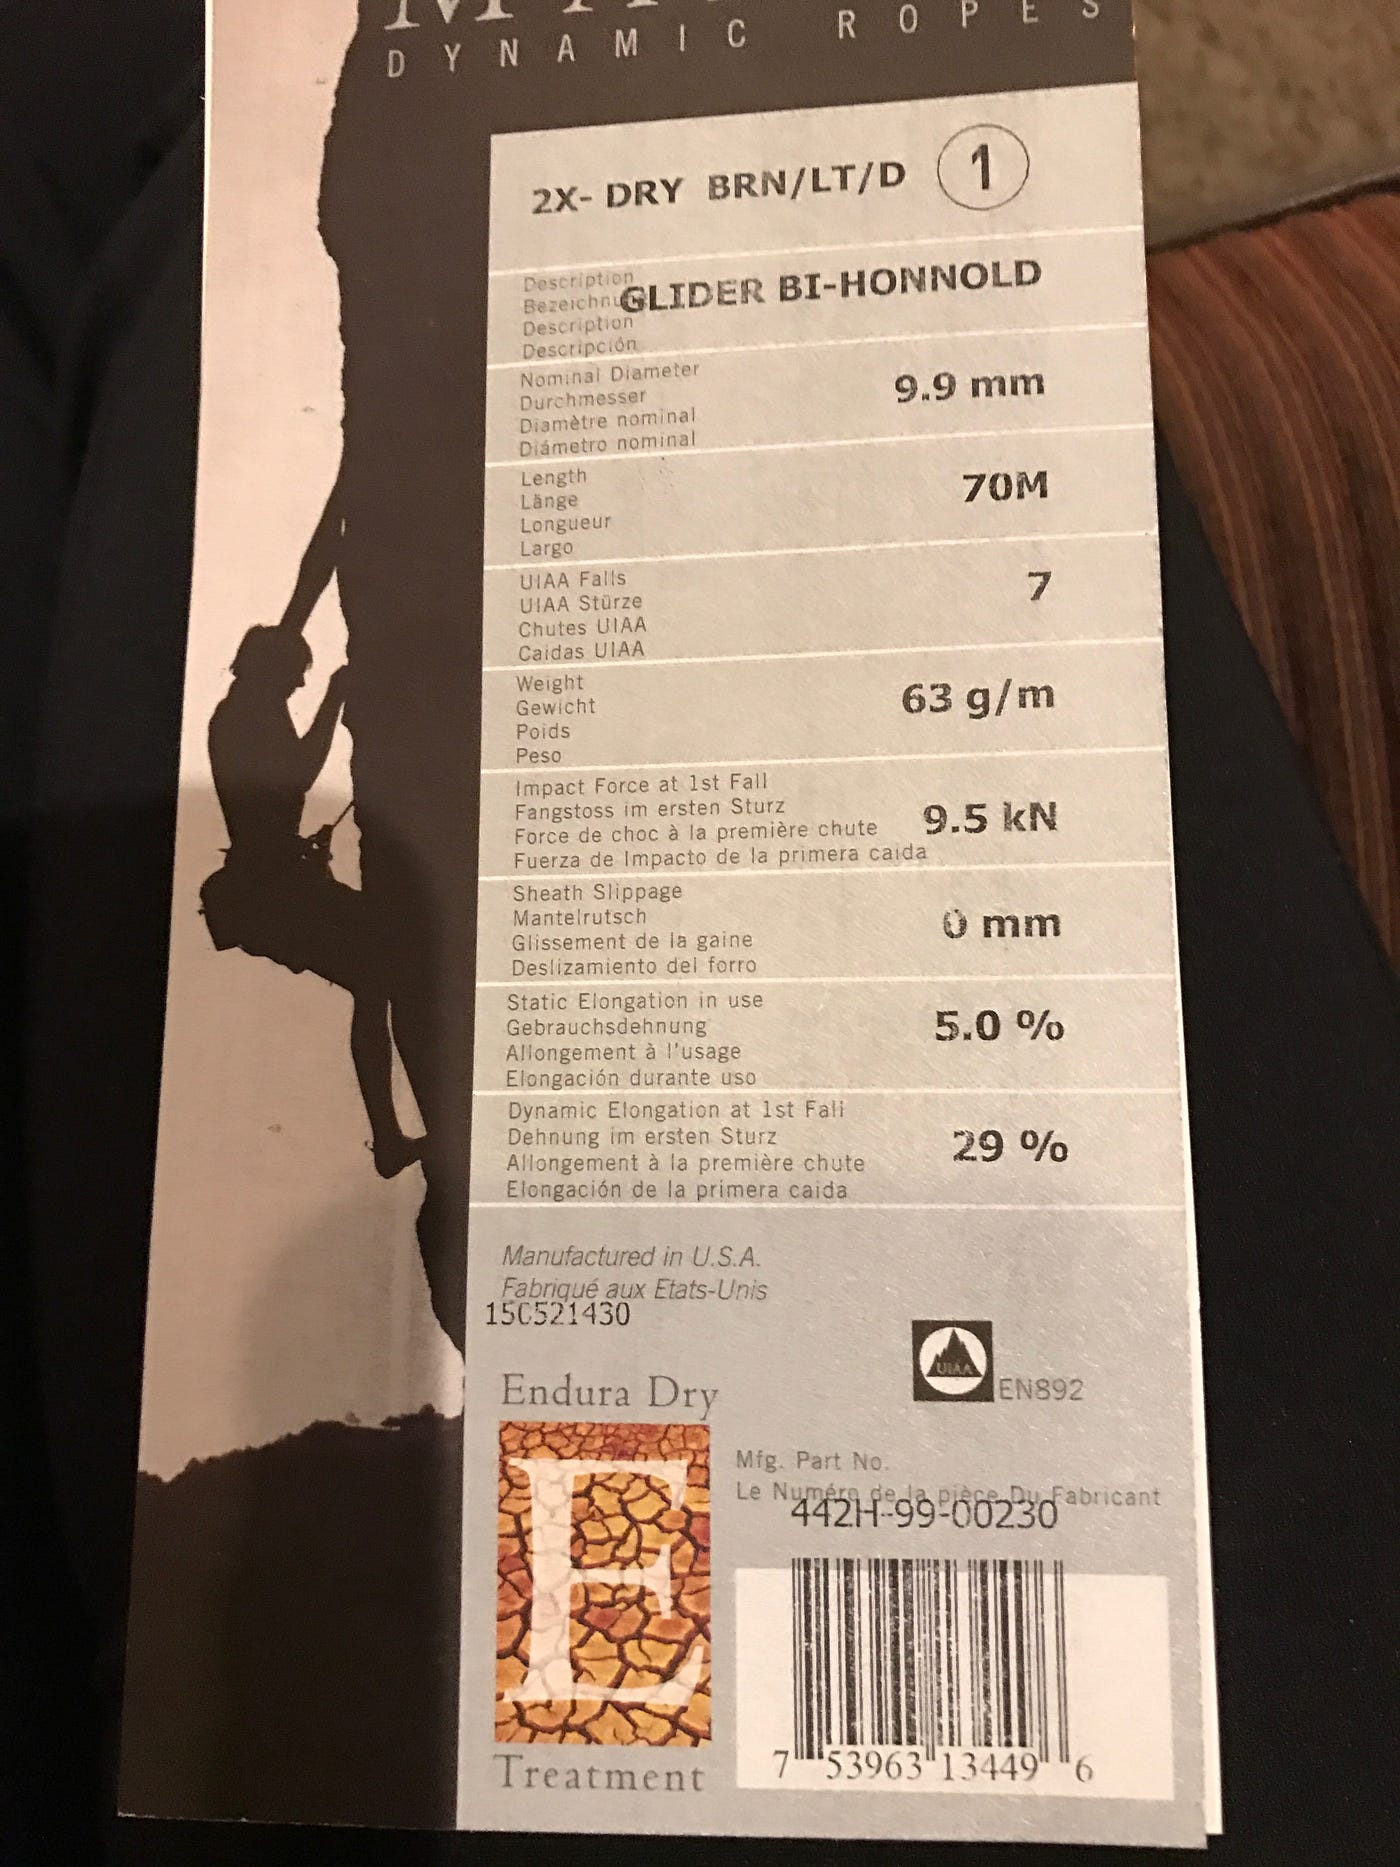 DYNAMIC ROPES
2X- DRY BRN/LT/D 1
Description
Bezeichnung
GLIDER BI-HONNOLD
Description
Descripción
Nominal Diameter
Durchmesser
9.9 mm
Diamètre nominal
Diámetro nominal
Length
Länge
70M
Longueur
Largo
UIAA Falls
UIAA Stürze
7
Chutes UIAA
Caidas UIAA
Weight
Gewicht
63 g/m
Poids
Peso
Impact Force at 1st Fall
Fangstoss im ersten Sturz
9.5 kN
Force de choc à la première chute
Fuerza de Impacto de la primera caida
Sheath Slippage
Mantelrutsch
0 mm
Glissement de la gaine
Deslizamiento del forro
Static Elongation in use
Gebrauchsdehnung
5.0 %
Allongement à l'usage
Elongación durante uso
Dynamic Elongation at 1st Fall
Dehnung im ersten Sturz
29 %
Allongement à la première chute
Elongación de la primera caida
Manufactured in U.S.A.
Fabriqué aux Etats-Unis
15C521430
UIAA
EN892
Endura Dry
E
Treatment
Mfg. Part No.
Le Numéro de la pièce Du Fabricant
442H-99-00230
7 53963 13449 6